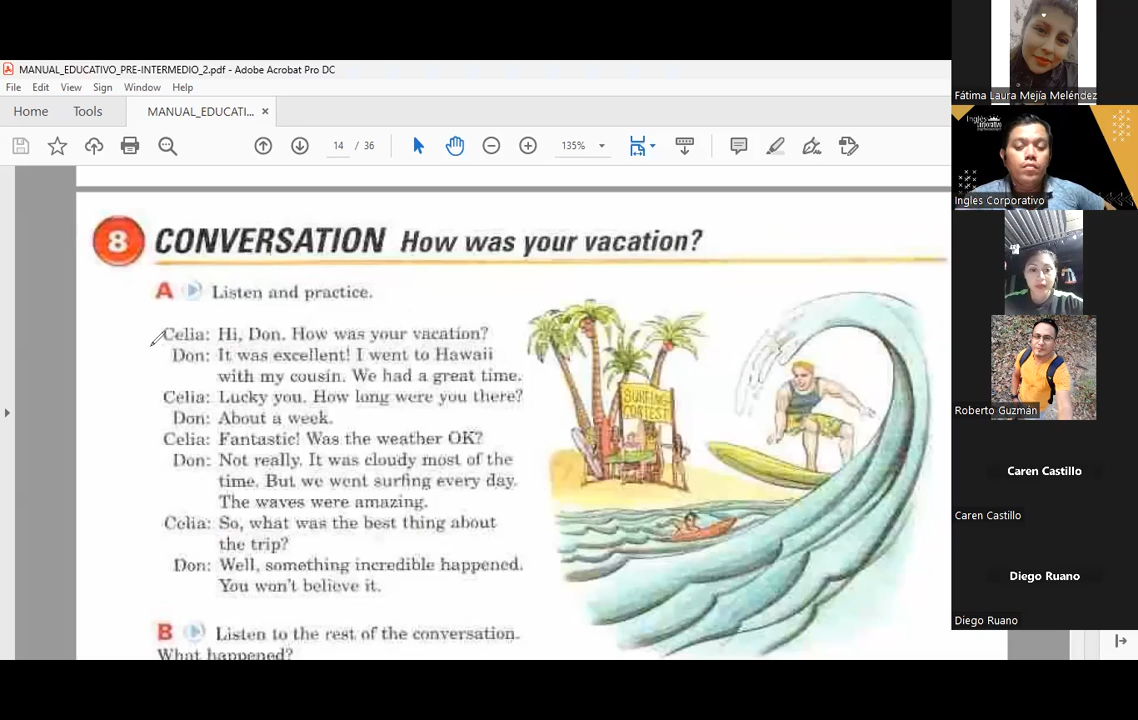 MANUAL_EDUCATIVO_PRE-INTERMEDIO_2.pdf - Adobe Acrobat Pro DC
File Edit View Sign Window Help
Home Tools MANUAL_EDUCATI... ×
14 / 36 135%
8 CONVERSATION How was your vacation?
A Listen and practice.
Celia: Hi, Don. How was your vacation?
Don: It was excellent! I went to Hawaii
with my cousin. We had a great time.
Celia: Lucky you. How long were you there?
Don: About a week.
Celia: Fantastic! Was the weather OK?
Don: Not really. It was cloudy most of the
time. But we went surfing every day.
The waves were amazing.
Celia: So, what was the best thing about
the trip?
Don: Well, something incredible happened.
You won't believe it.
B Listen to the rest of the conversation.
What happened?
SURFING
CONTEST
Fátima Laura Mejía Meléndez
Inglés
Corporativo
Ingles Corporativo
Roberto Guzmán
Caren Castillo
Caren Castillo
Diego Ruano
Diego Ruano